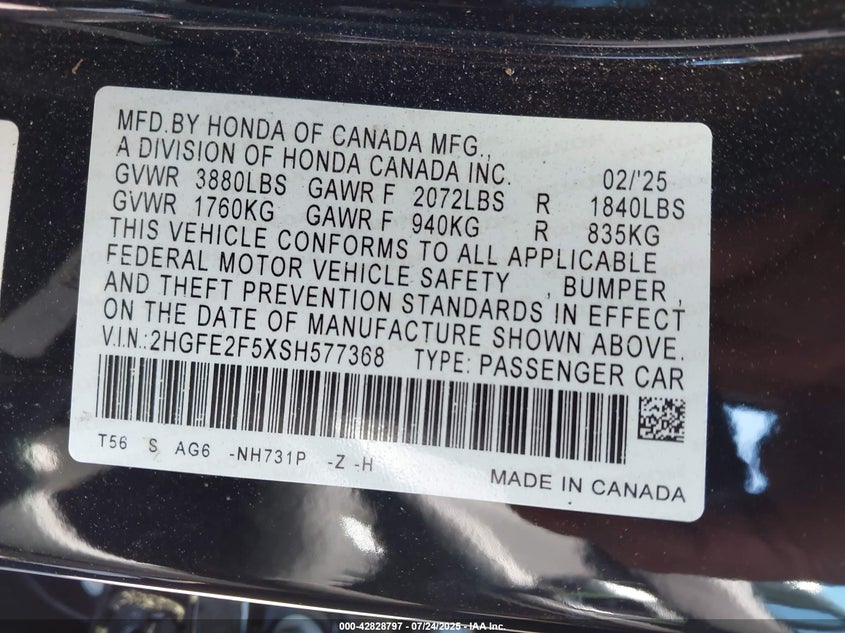 MFD.BY HONDA OF CANADA MFG.,
A DIVISION OF HONDA CANADA INC. 02/'25
GVWR 3880LBS GAWR F 2072LBS R 1840LBS
GVWR 1760KG GAWR F 940KG R 835KG
THIS VEHICLE CONFORMS TO ALL APPLICABLE
FEDERAL MOTOR VEHICLE SAFETY , BUMPER ,
AND THEFT PREVENTION STANDARDS IN EFFECT
ON THE DATE OF MANUFACTURE SHOWN ABOVE.
V.I.N.:2HGFE2F5XSH577368 TYPE: PASSENGER CAR
T56 S AG6 -NH731P -Z -H
MADE IN CANADA
000-42828797 - 07/24/2025 - IAA Inc.